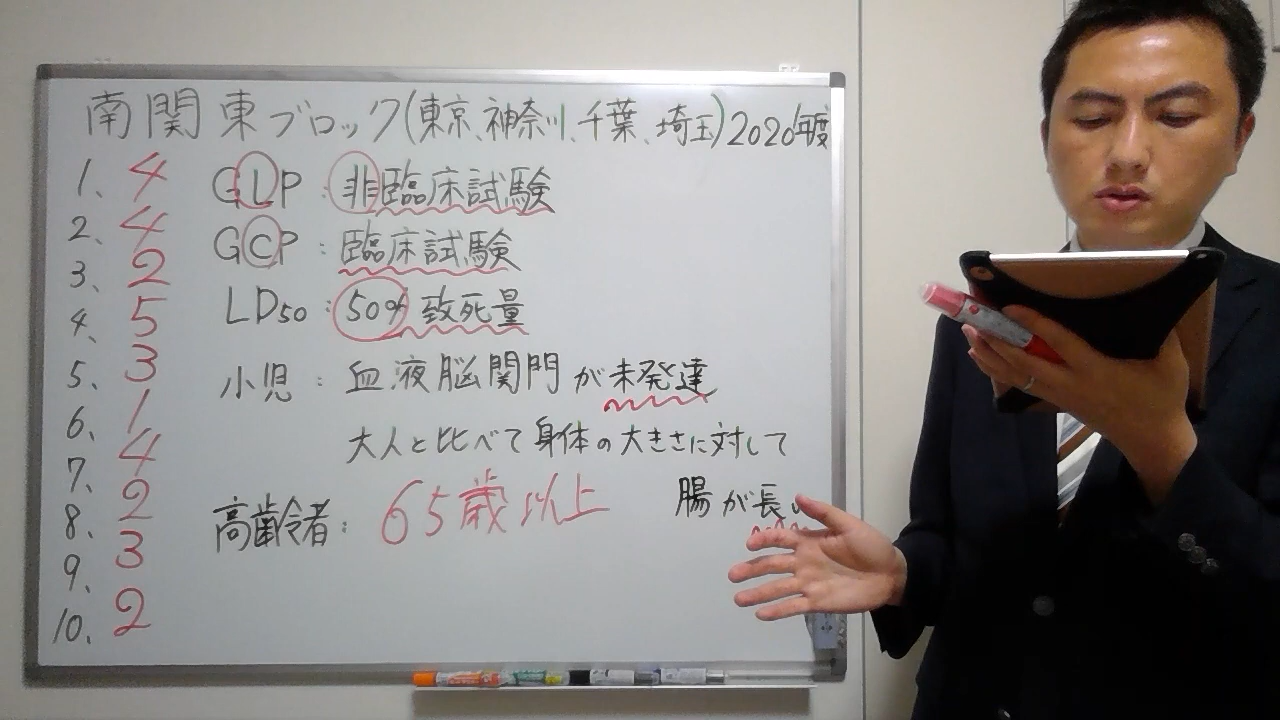 南関東ブロック(東京、神奈川、千葉、埼玉)2020年度
1、4 GLP:非臨床試験
2、4 GCP:臨床試験
3、2 LD50:50%致死量
4、5
5、3 小児:血液脳関門が未発達
6、1 大人と比べて身体の大きさに対して
7、4 腸が長い
8、2 高齢者:65歳以上
9、3
10、2